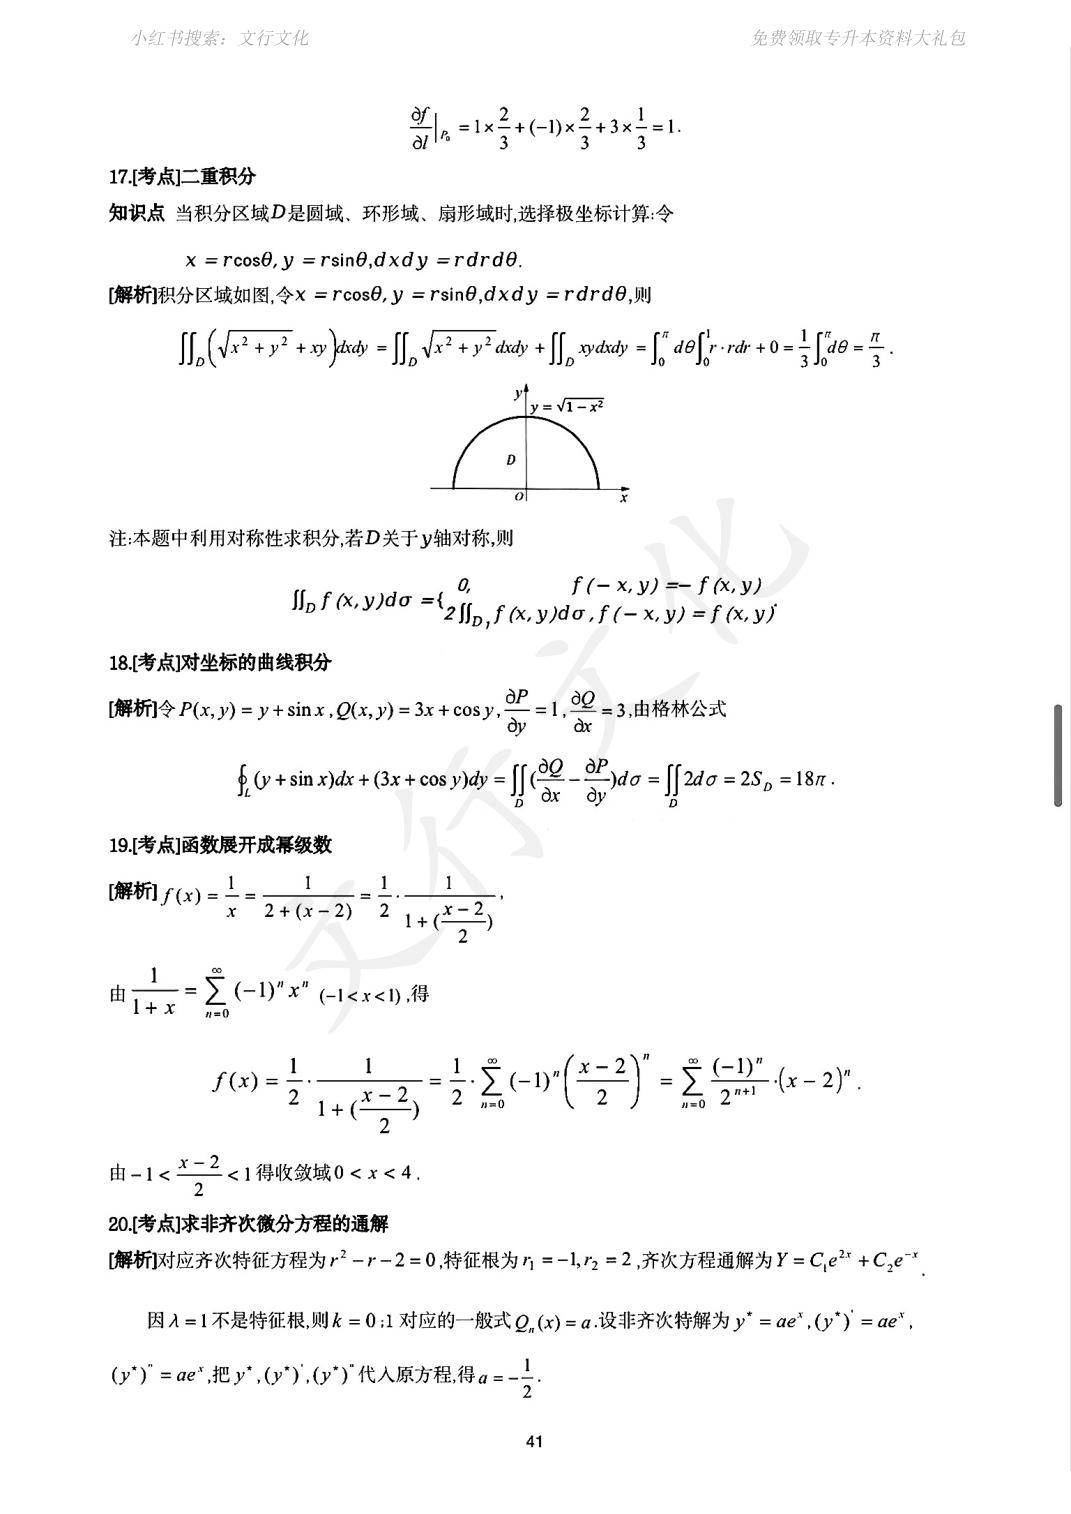 小红书搜索：文行文化 免费领取专升本资料大礼包
∂f/∂l|P₀ = 1×2/3+(-1)×2/3+3×1/3=1.
17.[考点]二重积分
知识点 当积分区域D是圆域、环形域、扇形域时,选择极坐标计算:令
x = rcosθ, y = rsinθ,dxdy = rdrdθ.
[解析]积分区域如图,令x = rcosθ, y = rsinθ,dxdy = rdrdθ,则
∬_D(√(x²+y²)+xy)dxdy = ∬_D √(x²+y²)dxdy + ∬_D xydxdy = ∫₀^π dθ∫₀¹ r·rdr + 0 = 1/3∫₀^π dθ = π/3.
y
y = √(1-x²)
D
O x
注:本题中利用对称性求积分,若D关于y轴对称,则
∬_D f(x,y)dσ ={ 0, f(-x,y) =- f(x,y)
2∬_D₁ f(x,y)dσ , f(-x,y) = f(x,y)
18.[考点]对坐标的曲线积分
[解析]令P(x,y) = y+sin x ,Q(x,y) = 3x+cos y, ∂P/∂y =1, ∂Q/∂x =3,由格林公式
∮_L (y+sin x)dx+(3x+cos y)dy = ∬_D(∂Q/∂x - ∂P/∂y)dσ = ∬_D 2dσ = 2S_D =18π.
19.[考点]函数展开成幂级数
[解析] f(x) = 1/x = 1/(2+(x-2)) = 1/2 · 1/(1+((x-2)/2)),
由 1/(1+x) = ∑_{n=0}^{∞}(-1)ⁿxⁿ (-1<x<1),得
f(x) = 1/2 · 1/(1+((x-2)/2)) = 1/2 · ∑_{n=0}^{∞}(-1)ⁿ((x-2)/2)ⁿ = ∑_{n=0}^{∞} (-1)ⁿ/2ⁿ⁺¹ ·(x-2)ⁿ.
由-1< (x-2)/2 <1得收敛域0 < x < 4.
20.[考点]求非齐次微分方程的通解
[解析]对应齐次特征方程为r² -r-2=0,特征根为r₁ =-1,r₂ =2,齐次方程通解为Y = C₁e²ˣ +C₂e⁻ˣ.
因λ=1不是特征根,则k = 0;1 对应的一般式Qₙ(x) = a.设非齐次特解为y* = aeˣ,(y*)' = aeˣ,
(y*)'' = aeˣ,把y*,(y*)',(y*)''代入原方程,得a = -1/2.
41
文行文化